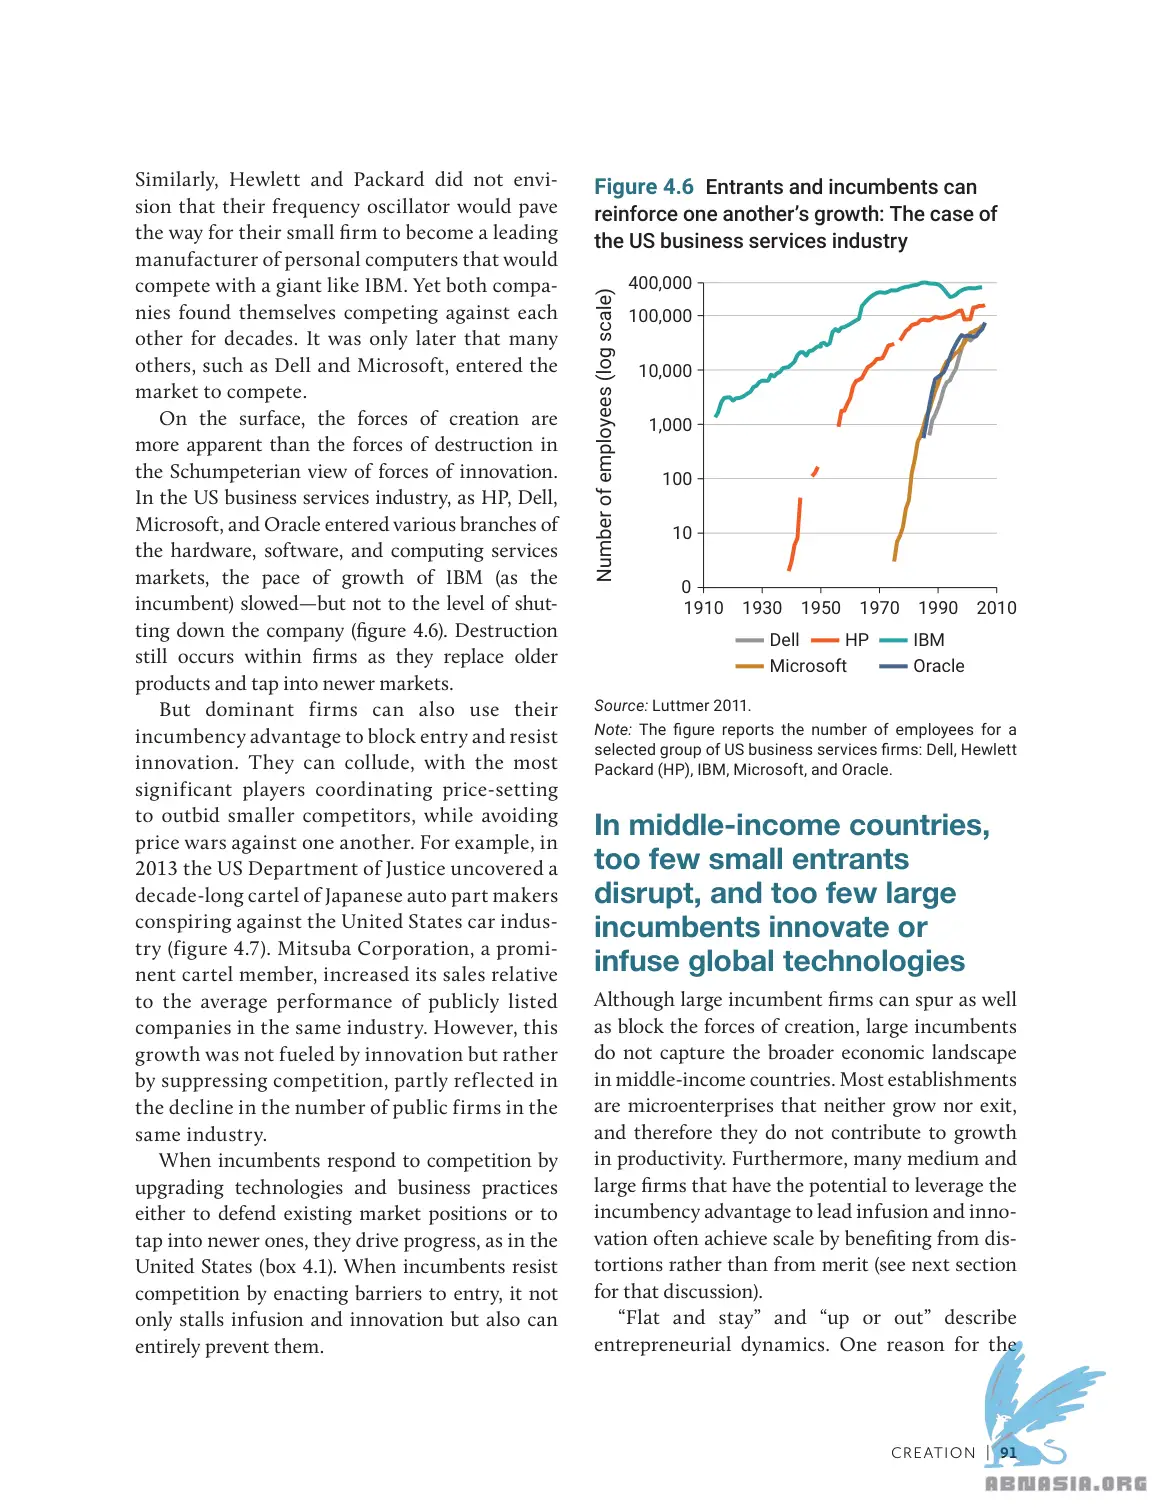 Similarly, Hewlett and Packard did not envi-
sion that their frequency oscillator would pave
the way for their small firm to become a leading
manufacturer of personal computers that would
compete with a giant like IBM. Yet both compa-
nies found themselves competing against each
other for decades. It was only later that many
others, such as Dell and Microsoft, entered the
market to compete.
On the surface, the forces of creation are
more apparent than the forces of destruction in
the Schumpeterian view of forces of innovation.
In the US business services industry, as HP, Dell,
Microsoft, and Oracle entered various branches of
the hardware, software, and computing services
markets, the pace of growth of IBM (as the
incumbent) slowed—but not to the level of shut-
ting down the company (figure 4.6). Destruction
still occurs within firms as they replace older
products and tap into newer markets.
But dominant firms can also use their
incumbency advantage to block entry and resist
innovation. They can collude, with the most
significant players coordinating price-setting
to outbid smaller competitors, while avoiding
price wars against one another. For example, in
2013 the US Department of Justice uncovered a
decade-long cartel of Japanese auto part makers
conspiring against the United States car indus-
try (figure 4.7). Mitsuba Corporation, a promi-
nent cartel member, increased its sales relative
to the average performance of publicly listed
companies in the same industry. However, this
growth was not fueled by innovation but rather
by suppressing competition, partly reflected in
the decline in the number of public firms in the
same industry.
When incumbents respond to competition by
upgrading technologies and business practices
either to defend existing market positions or to
tap into newer ones, they drive progress, as in the
United States (box 4.1). When incumbents resist
competition by enacting barriers to entry, it not
only stalls infusion and innovation but also can
entirely prevent them.
Figure 4.6 Entrants and incumbents can
reinforce one another's growth: The case of
the US business services industry
Number of employees (log scale)
400,000
100,000
10,000
1,000
100
10
0
1910 1930 1950 1970 1990 2010
Dell HP IBM
Microsoft Oracle
Source: Luttmer 2011.
Note: The figure reports the number of employees for a
selected group of US business services firms: Dell, Hewlett
Packard (HP), IBM, Microsoft, and Oracle.
In middle-income countries,
too few small entrants
disrupt, and too few large
incumbents innovate or
infuse global technologies
Although large incumbent firms can spur as well
as block the forces of creation, large incumbents
do not capture the broader economic landscape
in middle-income countries. Most establishments
are microenterprises that neither grow nor exit,
and therefore they do not contribute to growth
in productivity. Furthermore, many medium and
large firms that have the potential to leverage the
incumbency advantage to lead infusion and inno-
vation often achieve scale by benefiting from dis-
tortions rather than from merit (see next section
for that discussion).
“Flat and stay” and “up or out” describe
entrepreneurial dynamics. One reason for the
CREATION | 91
ABNASIA.ORG